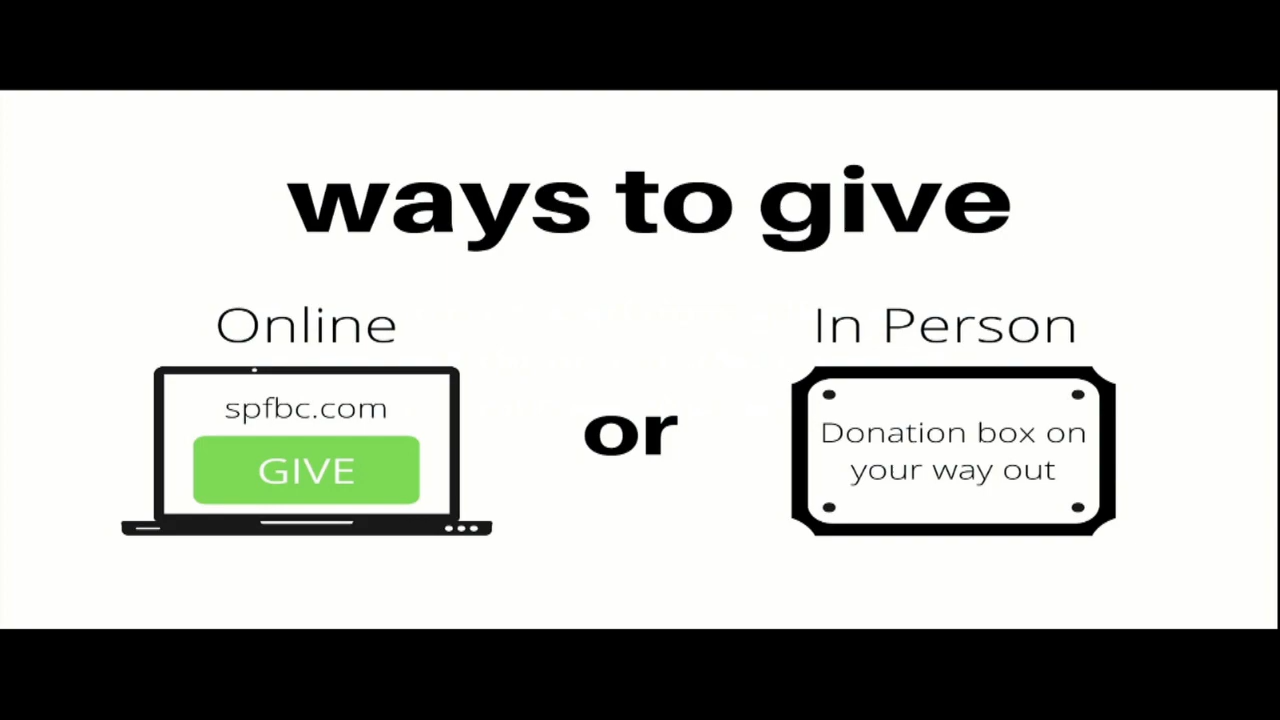 ways to give
Online
spfbc.com
GIVE
or
In Person
Donation box on
your way out